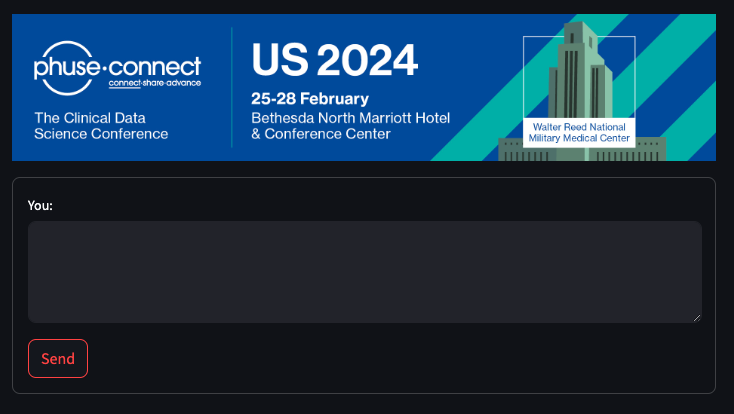 phuse·connect
connect·share·advance
The Clinical Data
Science Conference
US 2024
25-28 February
Bethesda North Marriott Hotel
& Conference Center
Walter Reed National
Military Medical Center
You:
Send